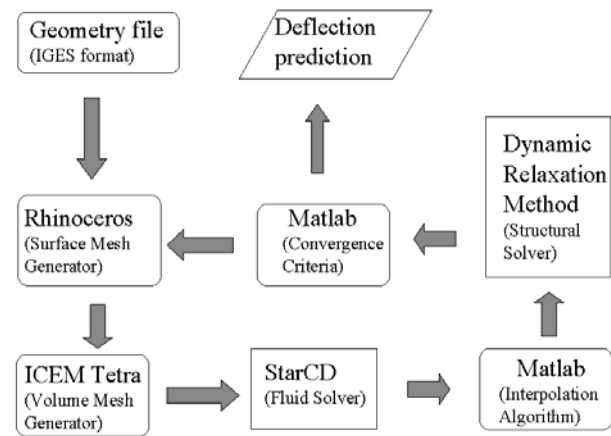 Geometry file
(IGES format)
Deflection
prediction
Dynamic
Relaxation
Method
(Structural
Solver)
Rhinoceros
(Surface Mesh
Generator)
Matlab
(Convergence
Criteria)
ICEM Tetra
(Volume Mesh
Generator)
StarCD
(Fluid Solver)
Matlab
(Interpolation
Algorithm)